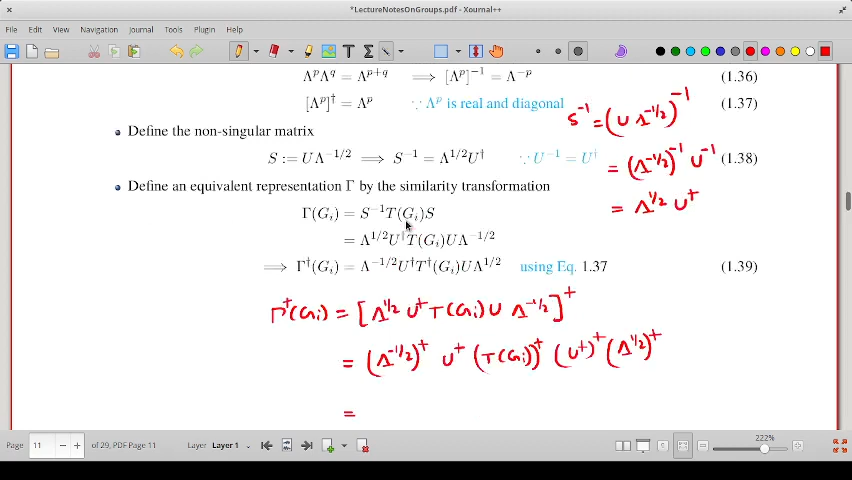 *LectureNotesOnGroups.pdf - Xournal++
File Edit View Navigation Journal Tools Plugin Help
Λ^pΛ^q = Λ^{p+q} ⟹ [Λ^p]^{-1} = Λ^{-p} (1.36)
[Λ^p]^† = Λ^p ∵ Λ^p is real and diagonal (1.37)
S^{-1} = (U Λ^{-1/2})^{-1}
• Define the non-singular matrix
S := UΛ^{-1/2} ⟹ S^{-1} = Λ^{1/2}U^† ∵ U^{-1} = U^† (1.38)
= (Λ^{-1/2})^{-1} U^{-1}
• Define an equivalent representation Γ by the similarity transformation
= Λ^{1/2} U^†
Γ(G_i) = S^{-1}T(G_i)S
= Λ^{1/2}U^†T(G_i)UΛ^{-1/2}
⟹ Γ^†(G_i) = Λ^{-1/2}U^†T^†(G_i)UΛ^{1/2} using Eq. 1.37 (1.39)
Γ^†(G_i) = [Λ^{1/2} U^† T(G_i) U Λ^{-1/2}]^†
= (Λ^{-1/2})^† U^† (T(G_i))^† (U^†)^† (Λ^{1/2})^†
=
Page 11 of 29, PDF Page 11 Layer Layer 1 222%